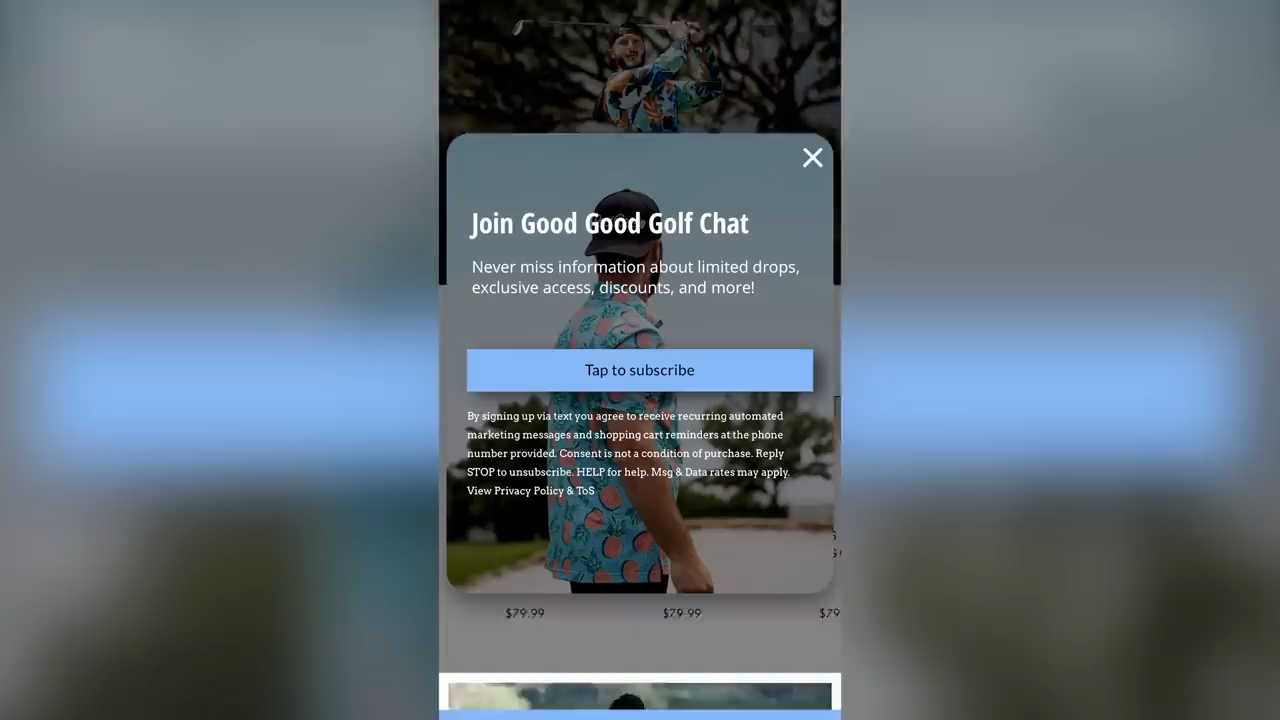 Join Good Good Golf Chat
Never miss information about limited drops,
exclusive access, discounts, and more!
Tap to subscribe
By signing up via text you agree to receive recurring automated
marketing messages and shopping cart reminders at the phone
number provided. Consent is not a condition of purchase. Reply
STOP to unsubscribe. HELP for help. Msg & Data rates may apply.
View Privacy Policy & ToS
$79.99 $79.99 $79